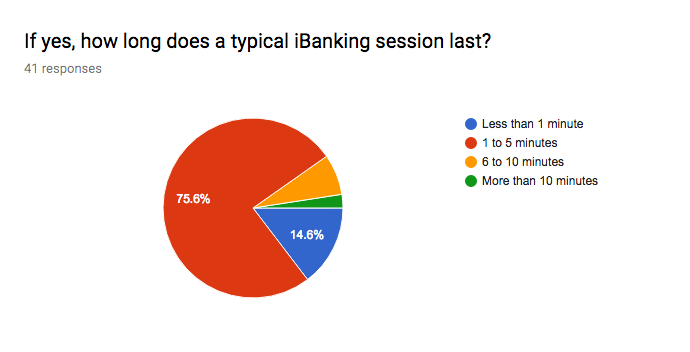 If yes, how long does a typical iBanking session last?
41 responses
Less than 1 minute
1 to 5 minutes
6 to 10 minutes
More than 10 minutes
75.6%
14.6%